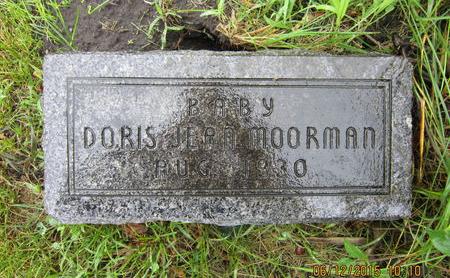 BABY
DORIS JEAN MOORMAN
AUG. 1930
06/12/2015 10:10